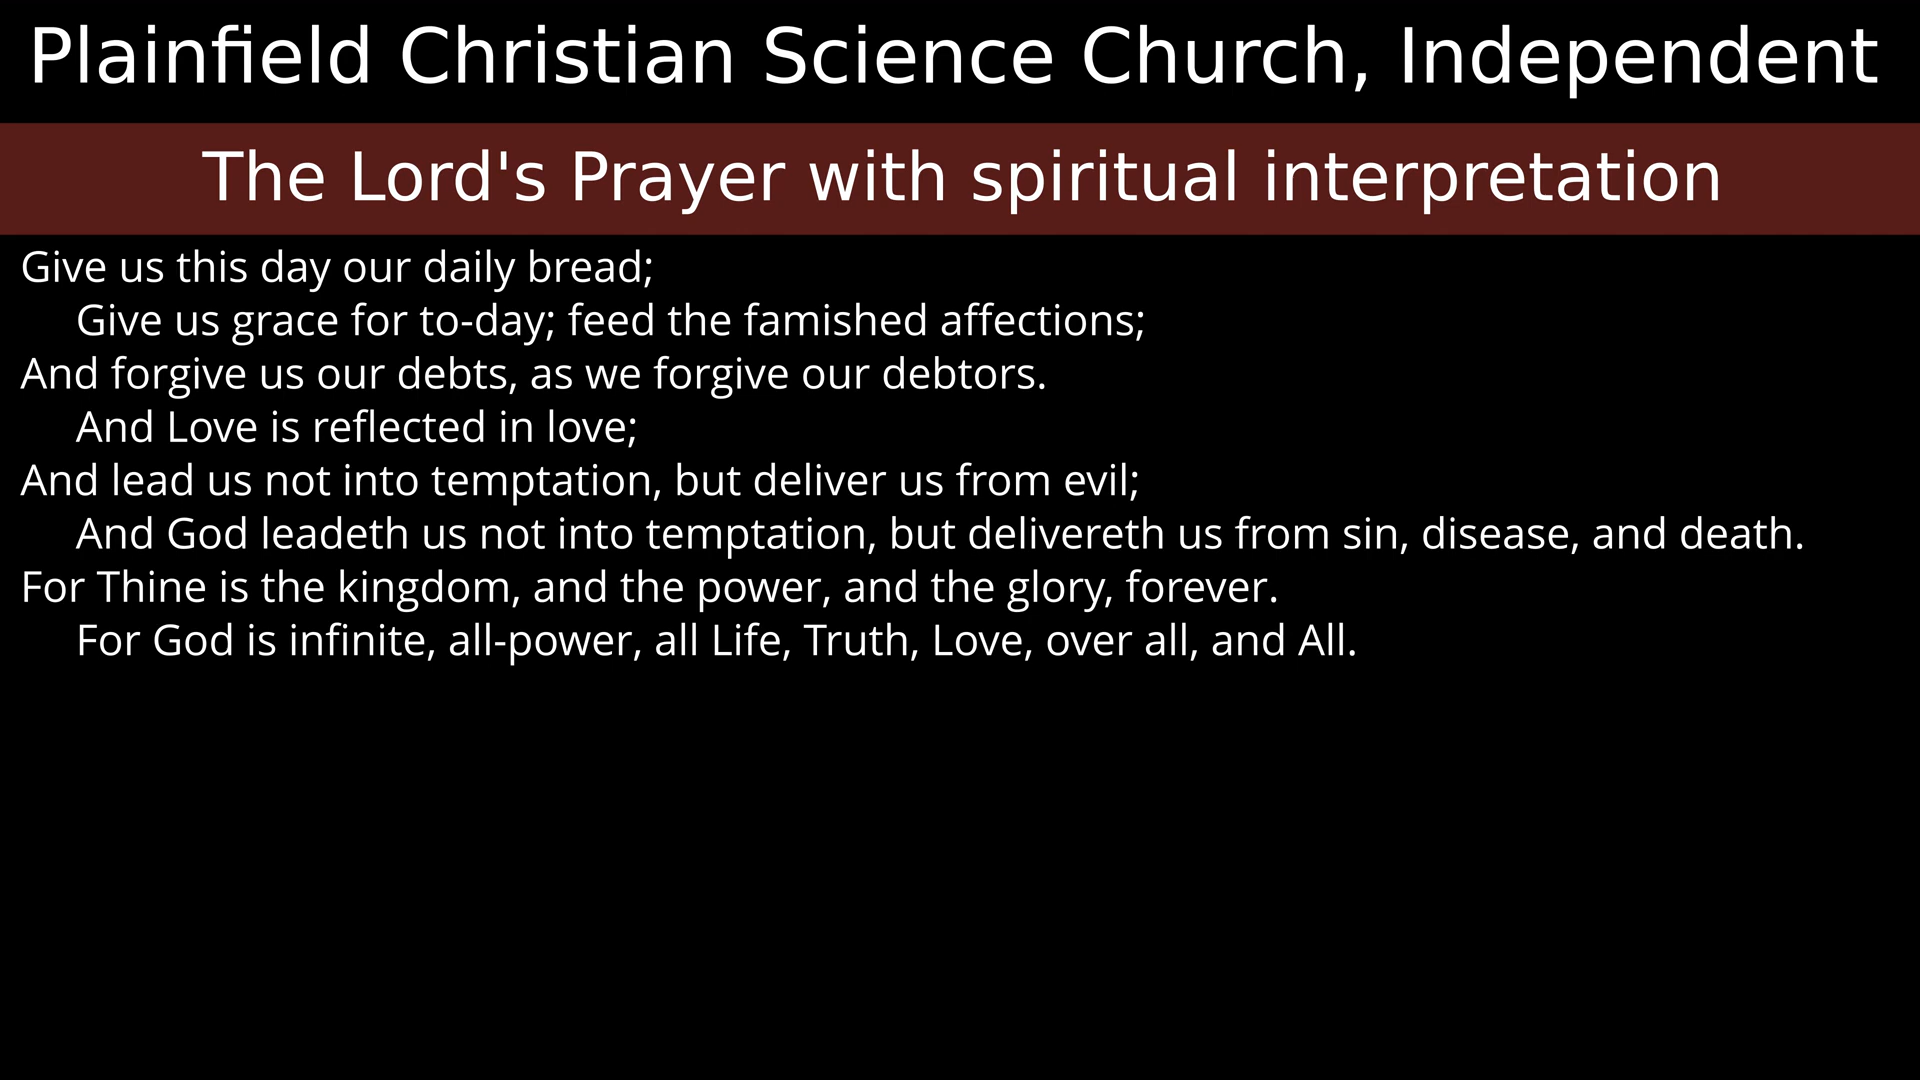 Plainfield Christian Science Church, Independent
The Lord's Prayer with spiritual interpretation
Give us this day our daily bread;
Give us grace for to-day; feed the famished affections;
And forgive us our debts, as we forgive our debtors.
And Love is reflected in love;
And lead us not into temptation, but deliver us from evil;
And God leadeth us not into temptation, but delivereth us from sin, disease, and death.
For Thine is the kingdom, and the power, and the glory, forever.
For God is infinite, all-power, all Life, Truth, Love, over all, and All.